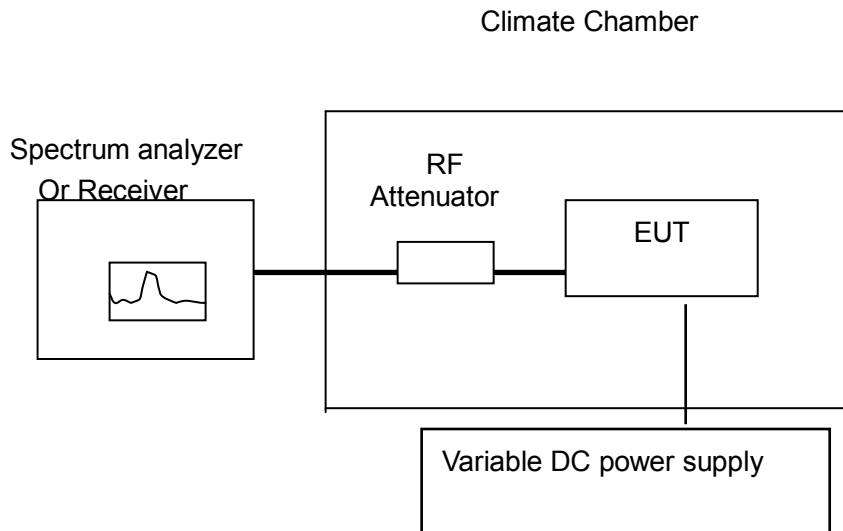 Climate Chamber
Spectrum analyzer
Or Receiver
RF
Attenuator
EUT
Variable DC power supply